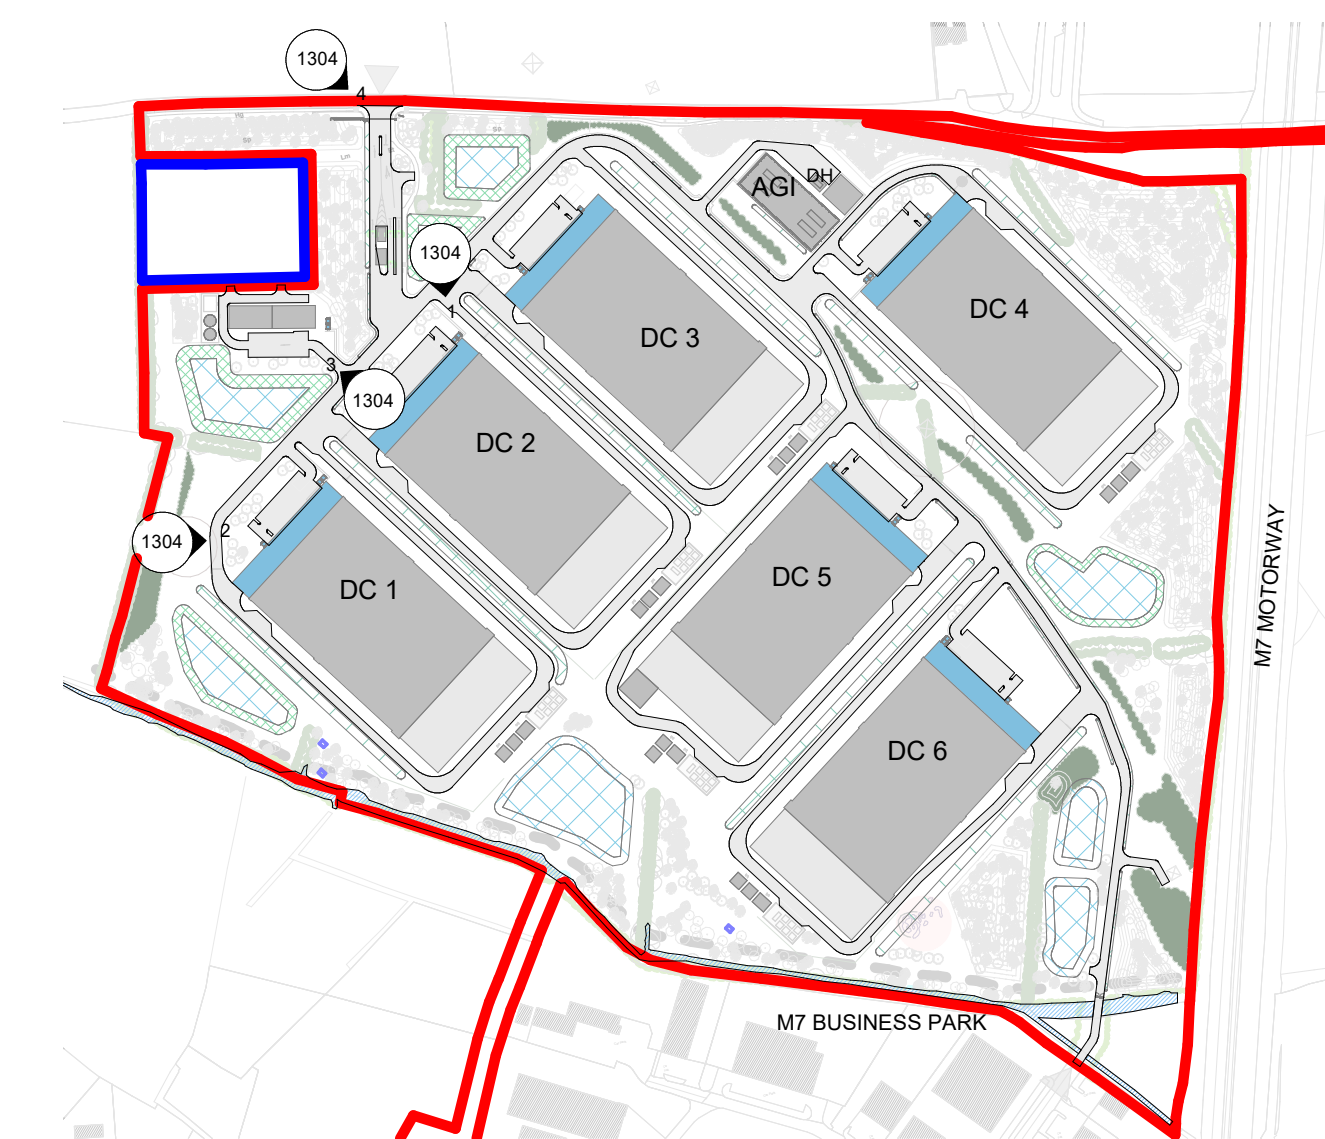 1304
4
AGI
DH
1304
1
DC 3
DC 4
3
1304
DC 2
2
1304
DC 1
DC 5
M7 MOTORWAY
DC 6
M7 BUSINESS PARK